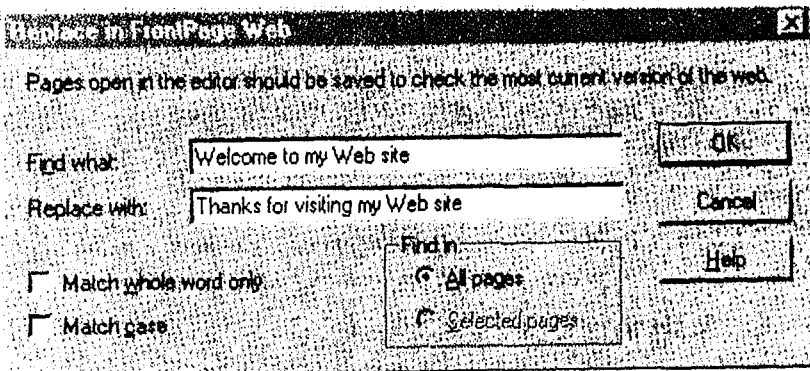 Replace in FrontPage Web
Pages open in the editor should be saved to check the most current version of the web.
Find what: Welcome to my Web site OK
Replace with: Thanks for visiting my Web site Cancel
Find in
Match whole word only All pages Help
Match case Selected pages